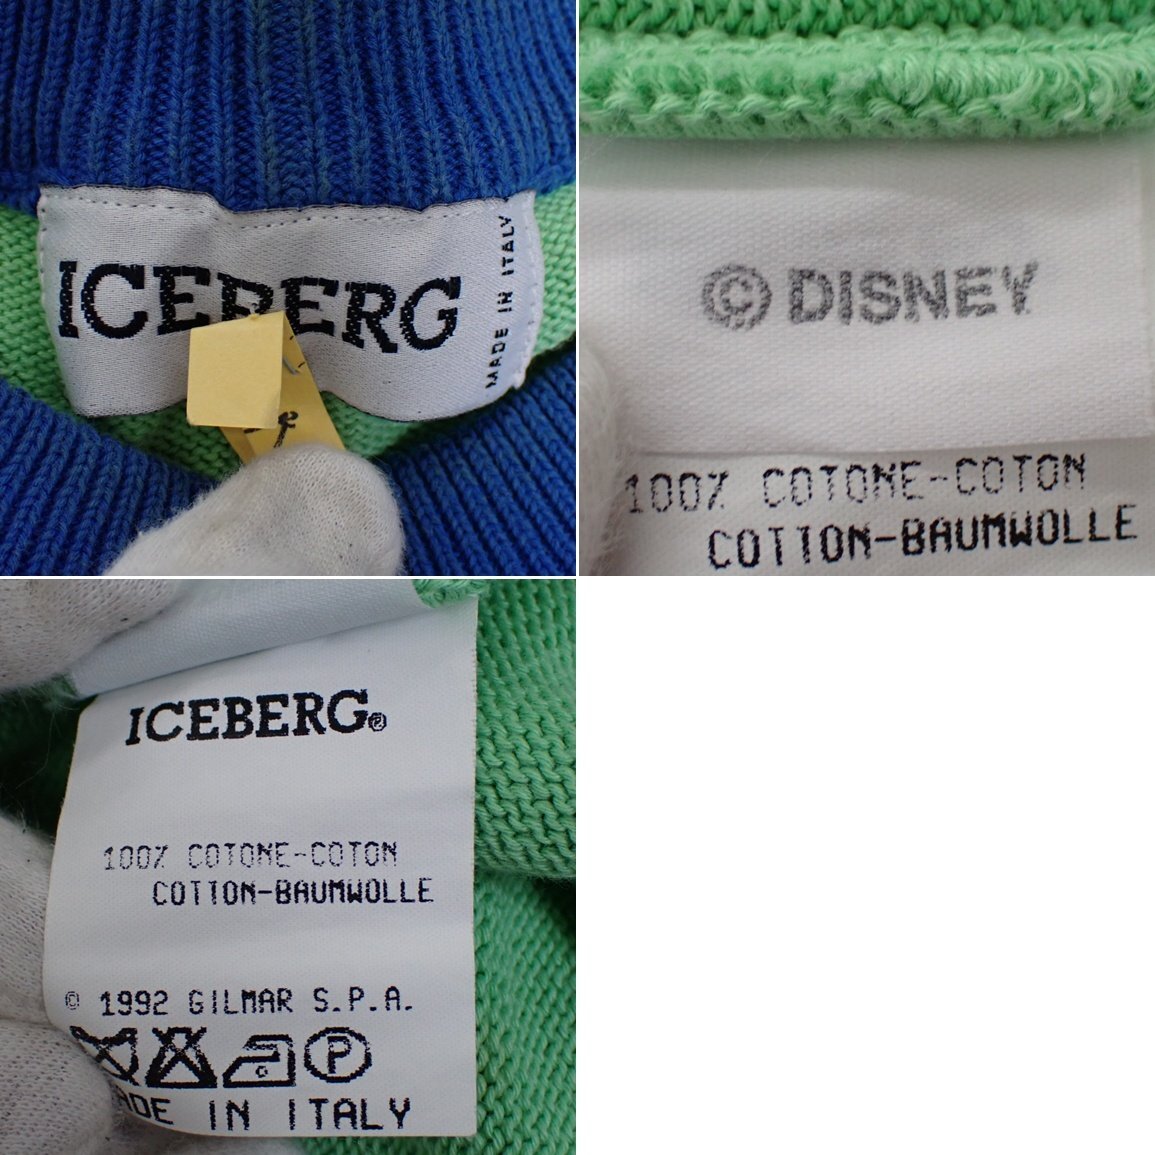 ICEBERG
MADE IN ITALY
© DISNEY
100% COTONE-COTON
COTTON-BAUMWOLLE
ICEBERG®
100% COTONE-COTON
COTTON-BAUMWOLLE
© 1992 GILMAR S.P.A.
P
MADE IN ITALY